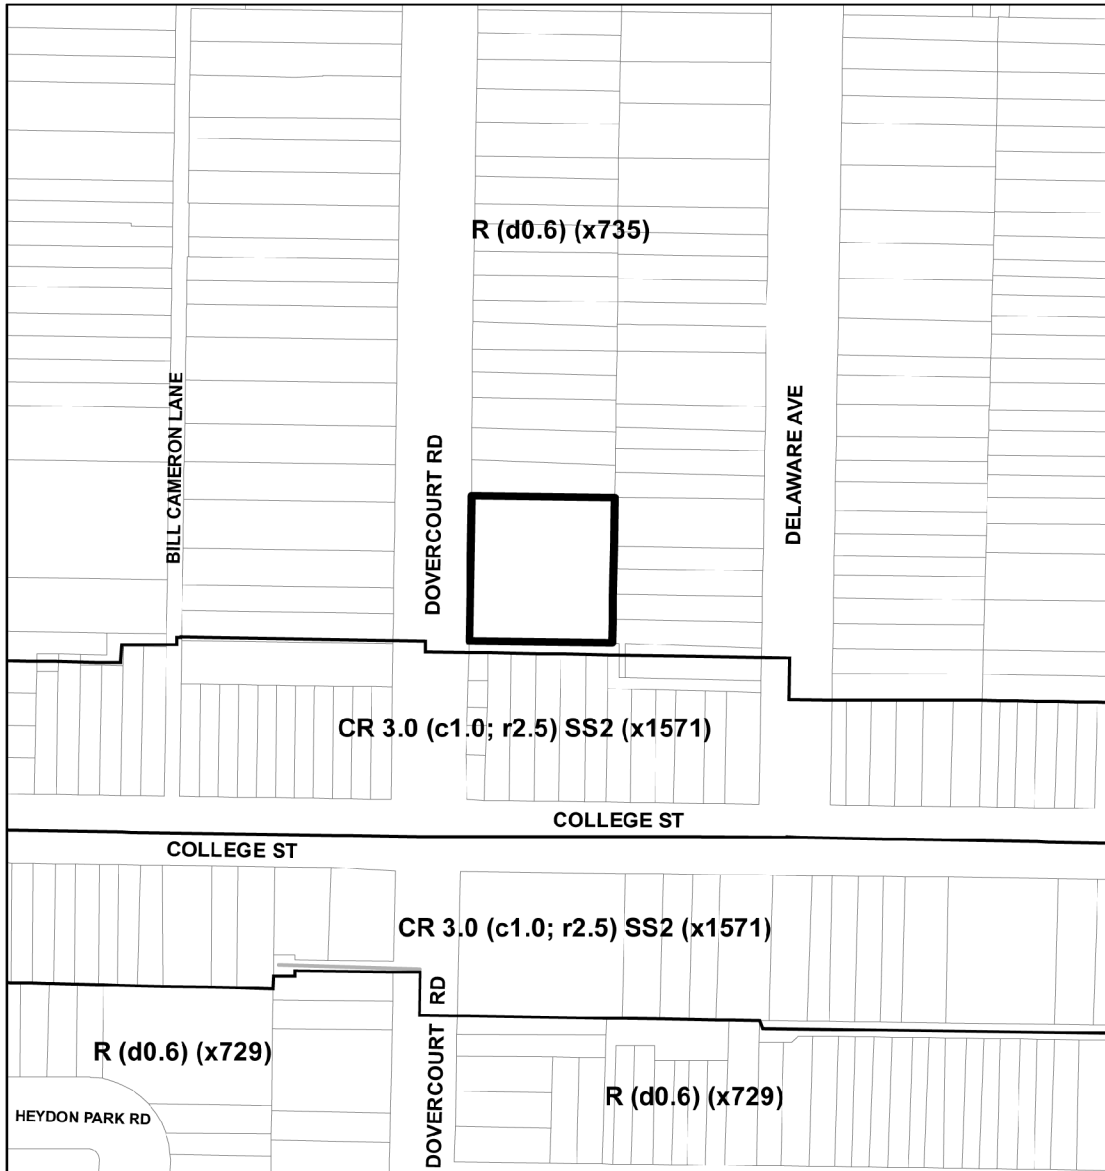 R (d0.6) (x735)
BILL CAMERON LANE
DOVERCOURT RD
DELAWARE AVE
CR 3.0 (c1.0; r2.5) SS2 (x1571)
COLLEGE ST
COLLEGE ST
CR 3.0 (c1.0; r2.5) SS2 (x1571)
DOVERCOURT RD
R (d0.6) (x729)
R (d0.6) (x729)
HEYDON PARK RD